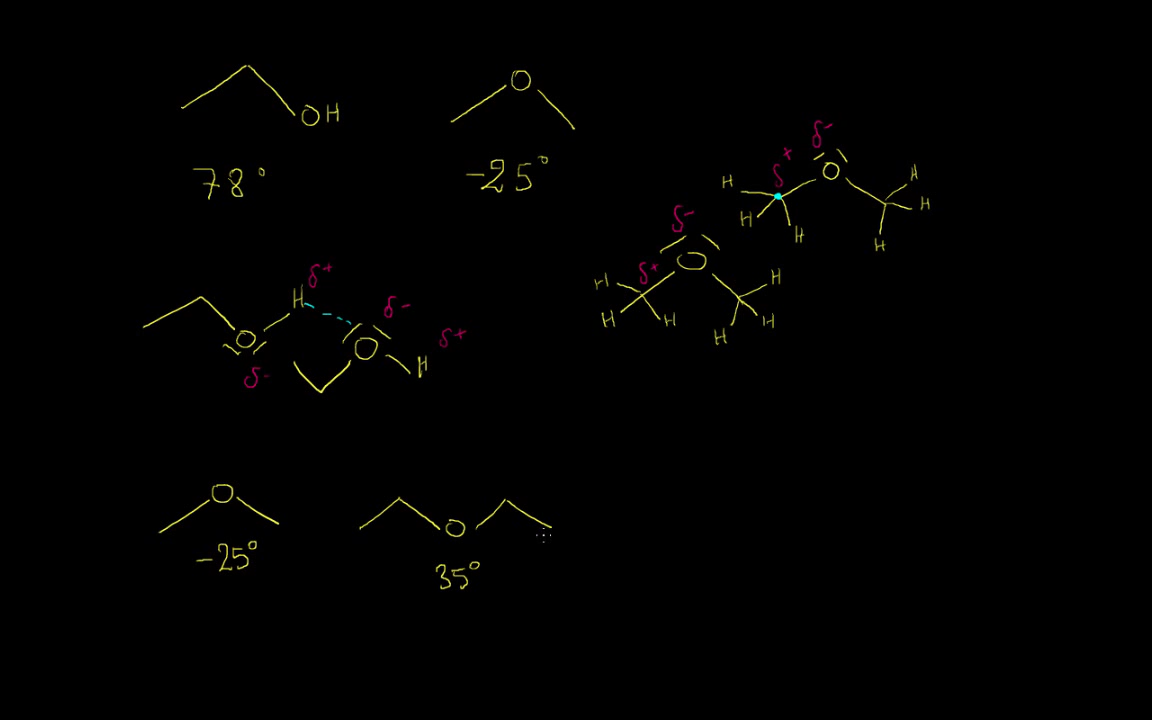 OH
O
78°
-25°
δ+ δ-
H H H O H H H
δ- δ+
H H H O H H H
H δ+ O δ-
O δ- H δ+
O
-25°
O
35°